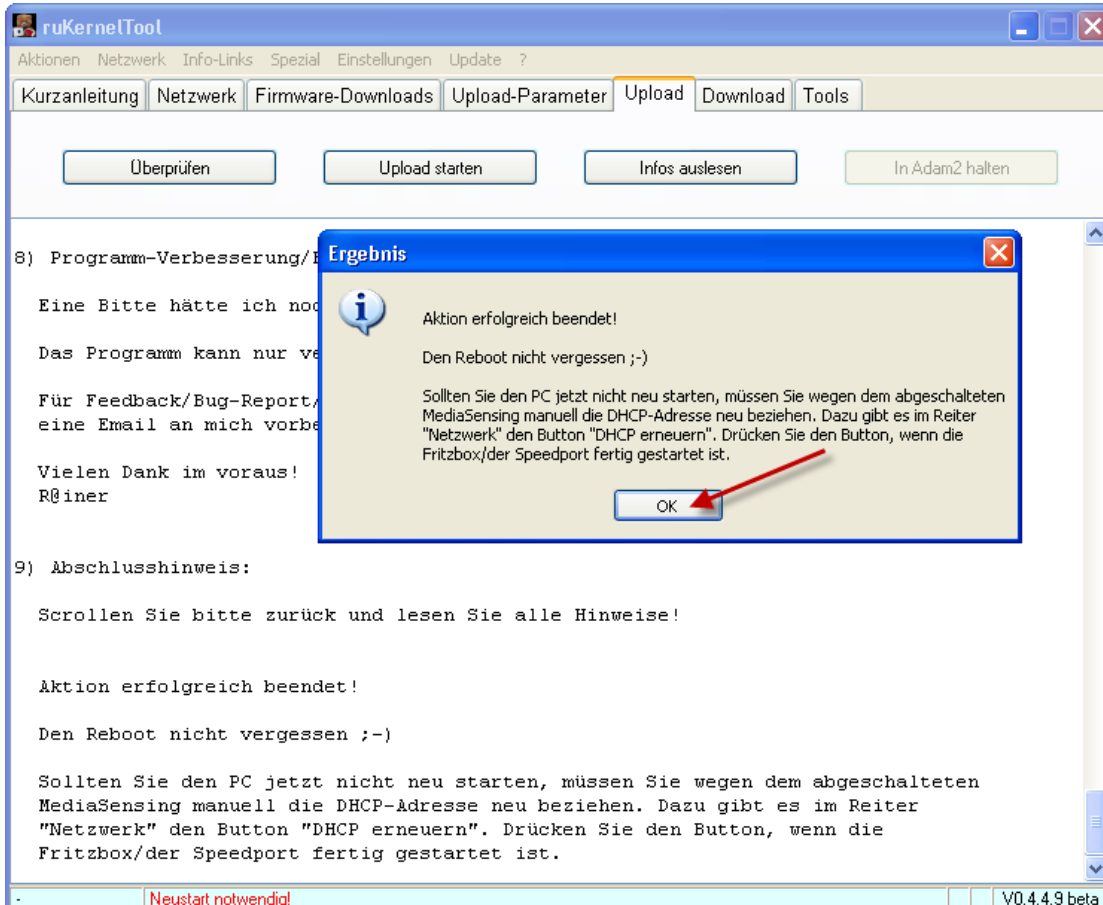 ruKernelTool
Aktionen Netzwerk Info-Links Spezial Einstellungen Update ?
Kurzanleitung Netzwerk Firmware-Downloads Upload-Parameter Upload Download Tools
Überprüfen Upload starten Infos auslesen In Adam2 halten
8) Programm-Verbesserung/
Eine Bitte hätte ich noc
Das Programm kann nur ve
Für Feedback/Bug-Report/
eine Email an mich vorbe
Vielen Dank im voraus!
R@iner
Ergebnis
Aktion erfolgreich beendet!
Den Reboot nicht vergessen ;-)
Sollten Sie den PC jetzt nicht neu starten, müssen Sie wegen dem abgeschalteten
MediaSensing manuell die DHCP-Adresse neu beziehen. Dazu gibt es im Reiter
"Netzwerk" den Button "DHCP erneuern". Drücken Sie den Button, wenn die
Fritzbox/der Speedport fertig gestartet ist.
OK
9) Abschlusshinweis:
Scrollen Sie bitte zurück und lesen Sie alle Hinweise!
Aktion erfolgreich beendet!
Den Reboot nicht vergessen ;-)
Sollten Sie den PC jetzt nicht neu starten, müssen Sie wegen dem abgeschalteten
MediaSensing manuell die DHCP-Adresse neu beziehen. Dazu gibt es im Reiter
"Netzwerk" den Button "DHCP erneuern". Drücken Sie den Button, wenn die
Fritzbox/der Speedport fertig gestartet ist.
- Neustart notwendig! V0.4.4.9 beta